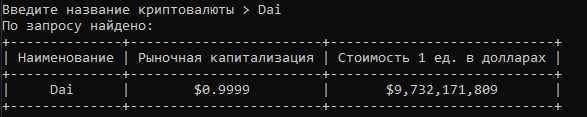 Введите название криптовалюты > Dai
По запросу найдено:
+--------------+------------------------+----------------------------+
| Наименование | Рыночная капитализация | Стоимость 1 ед. в долларах |
+--------------+------------------------+----------------------------+
| Dai | $0.9999 | $9,732,171,809 |
+--------------+------------------------+----------------------------+